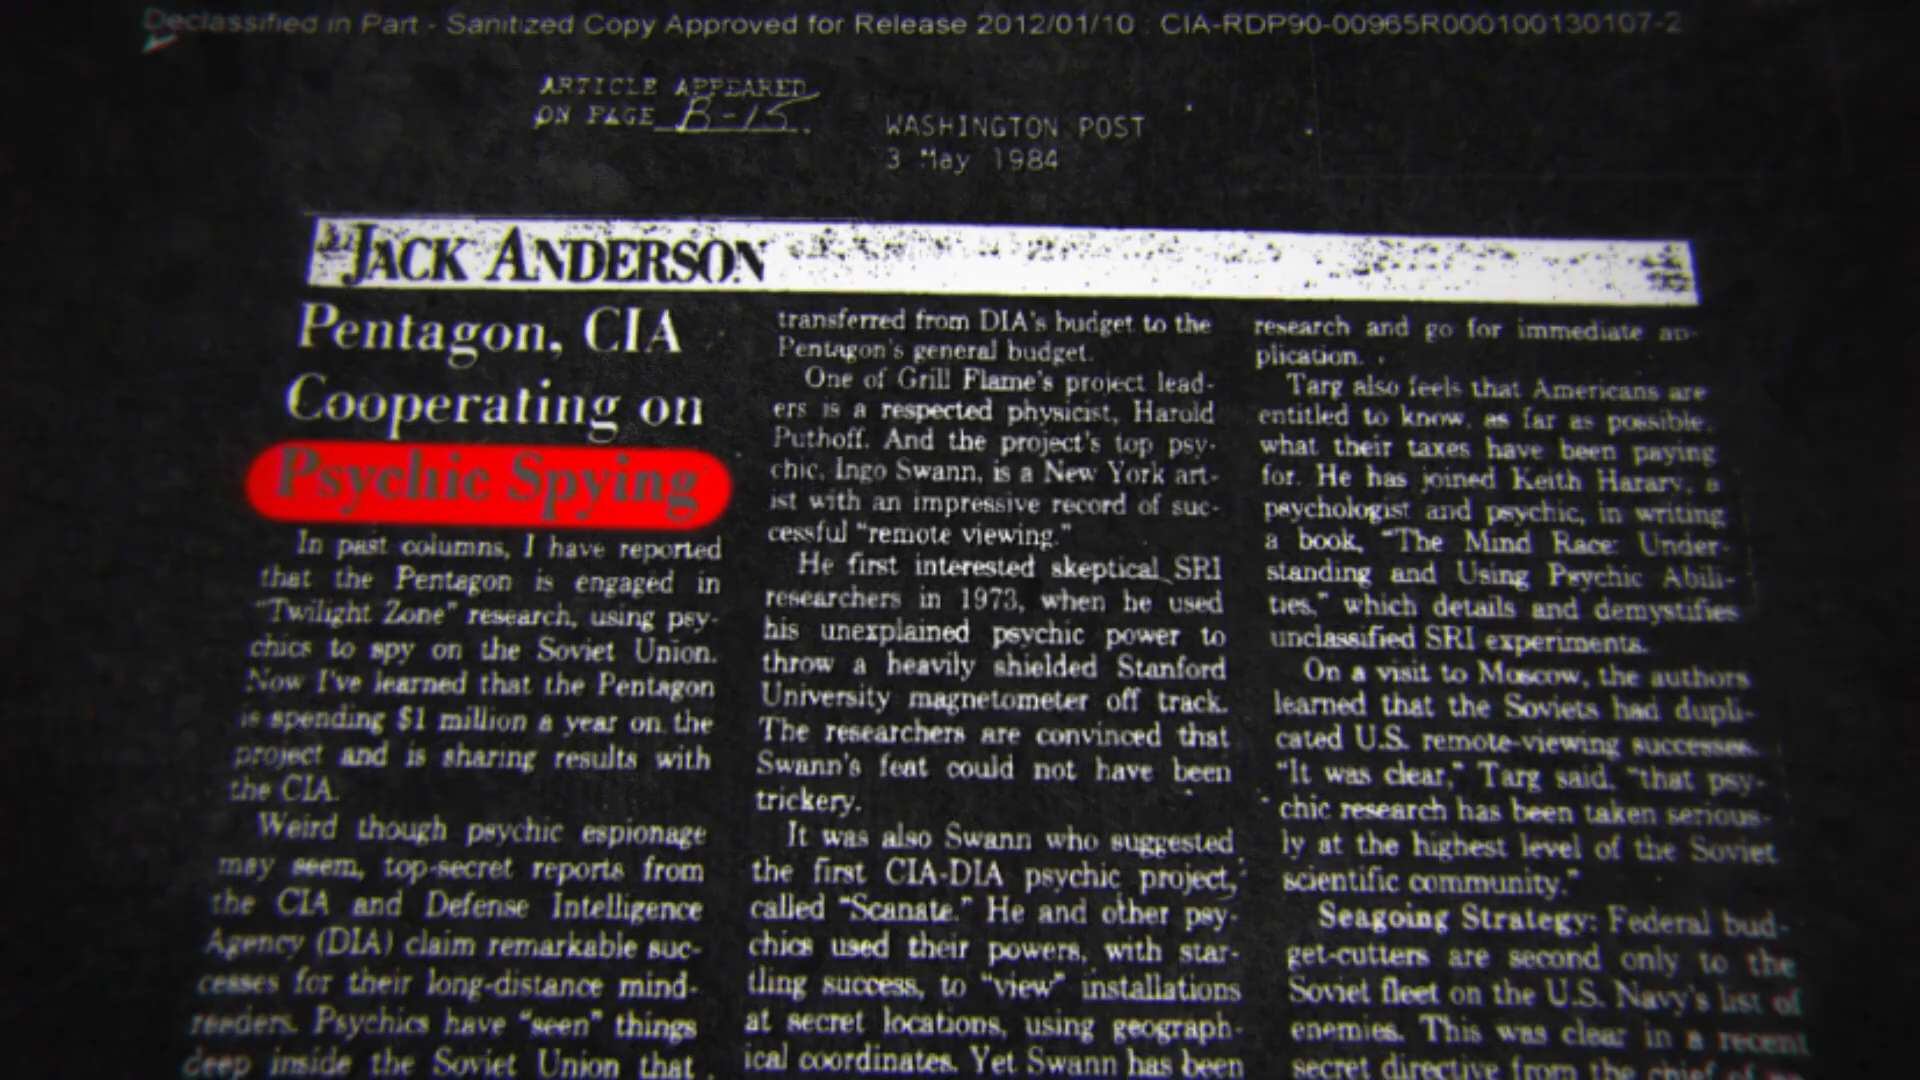 Declassified in Part - Sanitized Copy Approved for Release 2012/01/10 : CIA-RDP90-00965R000100130107-2
ARTICLE APPEARED
ON PAGE B-15
WASHINGTON POST
3 May 1984
JACK ANDERSON
Pentagon, CIA
Cooperating on
Psychic Spying
In past columns, I have reported
that the Pentagon is engaged in
"Twilight Zone" research, using psy-
chics to spy on the Soviet Union.
Now I've learned that the Pentagon
is spending $1 million a year on the
project and is sharing results with
the CIA.
Weird though psychic espionage
may seem, top-secret reports from
the CIA and Defense Intelligence
Agency (DIA) claim remarkable suc-
cesses for their long-distance mind-
readers. Psychics have "seen" things
deep inside the Soviet Union that
transferred from DIA's budget to the
Pentagon's general budget.
One of Grill Flame's project lead-
ers is a respected physicist, Harold
Puthoff. And the project's top psy-
chic, Ingo Swann, is a New York art-
ist with an impressive record of suc-
cessful "remote viewing."
He first interested skeptical SRI
researchers in 1973, when he used
his unexplained psychic power to
throw a heavily shielded Stanford
University magnetometer off track.
The researchers are convinced that
Swann's feat could not have been
trickery.
It was also Swann who suggested
the first CIA-DIA psychic project,
called "Scanate." He and other psy-
chics used their powers, with star-
tling success, to "view" installations
at secret locations, using geograph-
ical coordinates. Yet Swann has been
research and go for immediate ap-
plication.
Targ also feels that Americans are
entitled to know, as far as possible,
what their taxes have been paying
for. He has joined Keith Harary, a
psychologist and psychic, in writing
a book, "The Mind Race: Under-
standing and Using Psychic Abili-
ties," which details and demystifies
unclassified SRI experiments.
On a visit to Moscow, the authors
learned that the Soviets had dupli-
cated U.S. remote-viewing successes.
"It was clear," Targ said, "that psy-
chic research has been taken serious-
ly at the highest level of the Soviet
scientific community."
Seagoing Strategy: Federal bud-
get-cutters are second only to the
Soviet fleet on the U.S. Navy's list of
enemies. This was clear in a recent
secret directive from the chief of